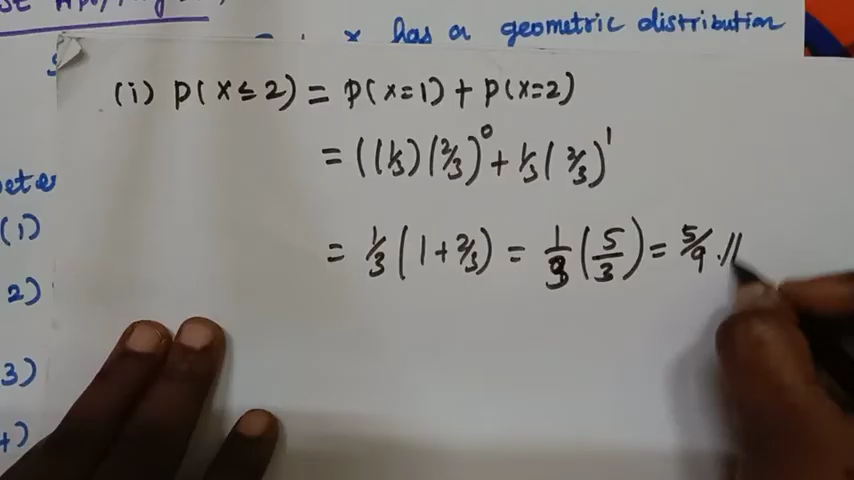 x has a geometric distribution
(i) P(X≤2) = P(X=1) + P(X=2)
= ((1/3)(2/3)^0 + 1/3(2/3)^1
= 1/3(1+2/3) = 1/3(5/3) = 5/9.//
(1)
2)
3)